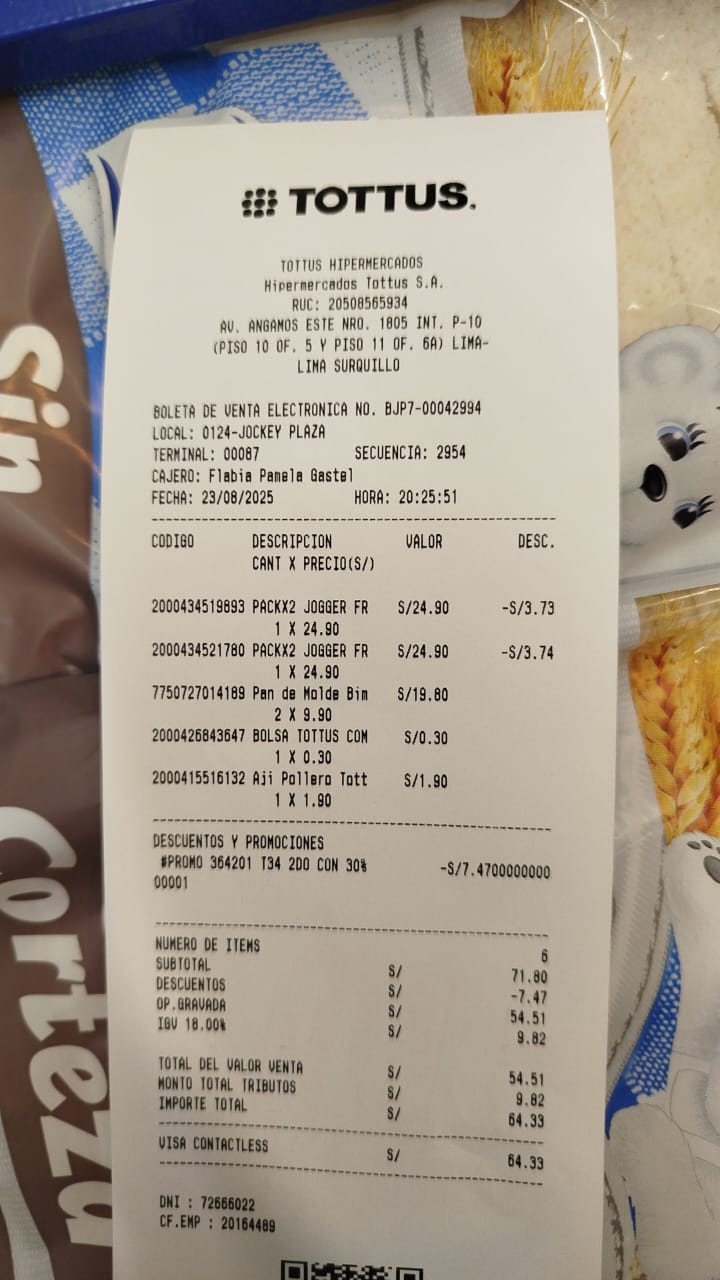 TOTTUS.
TOTTUS HIPERMERCADOS
Hipermercados Tottus S.A.
RUC: 20508565934
AV. ANGAMOS ESTE NRO. 1805 INT. P-10
(PISO 10 OF. 5 Y PISO 11 OF. 6A) LIMA-
LIMA SURQUILLO
BOLETA DE VENTA ELECTRONICA NO. BJP7-00042994
LOCAL: 0124-JOCKEY PLAZA
TERMINAL: 00087 SECUENCIA: 2954
CAJERO: Flabia Pamela Gastel
FECHA: 23/08/2025 HORA: 20:25:51
CODIGO DESCRIPCION VALOR DESC.
CANT X PRECIO(S/)
2000434519893 PACKX2 JOGGER FR S/24.90 -S/3.73
1 X 24.90
2000434521780 PACKX2 JOGGER FR S/24.90 -S/3.74
1 X 24.90
7750727014189 Pan de Molde Bim S/19.80
2 X 9.90
2000426843647 BOLSA TOTTUS COM S/0.30
1 X 0.30
2000415516132 Aji Pollero Tott S/1.90
1 X 1.90
DESCUENTOS Y PROMOCIONES
#PROMO 364201 T34 2DO CON 30% -S/7.4700000000
00001
NUMERO DE ITEMS 6
SUBTOTAL S/ 71.80
DESCUENTOS S/ -7.47
OP.GRAVADA S/ 54.51
IGV 18.00% S/ 9.82
TOTAL DEL VALOR VENTA S/ 54.51
MONTO TOTAL TRIBUTOS S/ 9.82
IMPORTE TOTAL S/ 64.33
VISA CONTACTLESS S/ 64.33
DNI : 72666022
CF.EMP : 20164489
Sin
Corteza